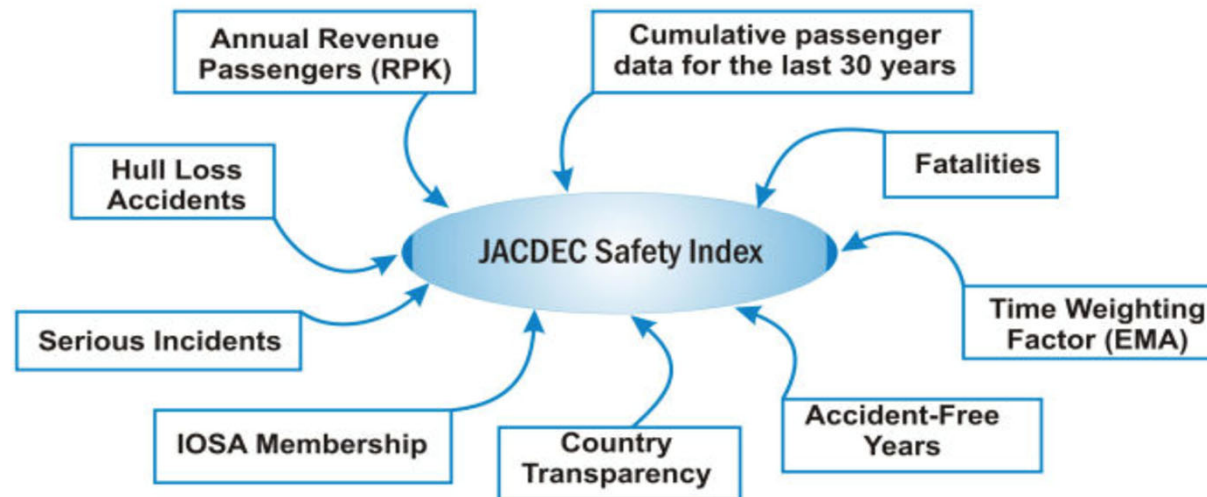 Annual Revenue
Passengers (RPK)
Cumulative passenger
data for the last 30 years
Hull Loss
Accidents
Fatalities
JACDEC Safety Index
Serious Incidents
Time Weighting
Factor (EMA)
IOSA Membership
Country
Transparency
Accident-Free
Years